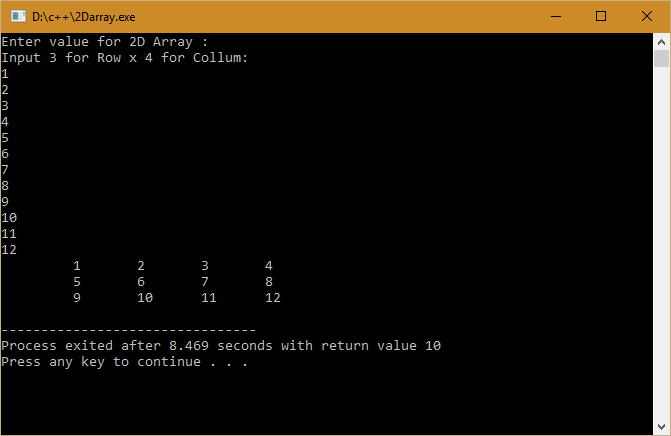 D:\c++\2Darray.exe
Enter value for 2D Array :
Input 3 for Row x 4 for Collum:
1
2
3
4
5
6
7
8
9
10
11
12
1 2 3 4
5 6 7 8
9 10 11 12
--------------------------------
Process exited after 8.469 seconds with return value 10
Press any key to continue . . .